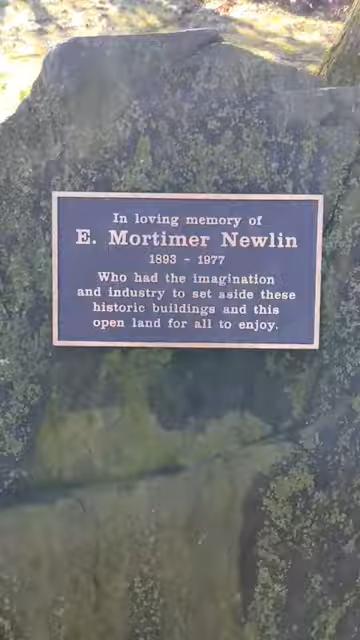 In loving memory of
E. Mortimer Newlin
1893 - 1977
Who had the imagination
and industry to set aside these
historic buildings and this
open land for all to enjoy.